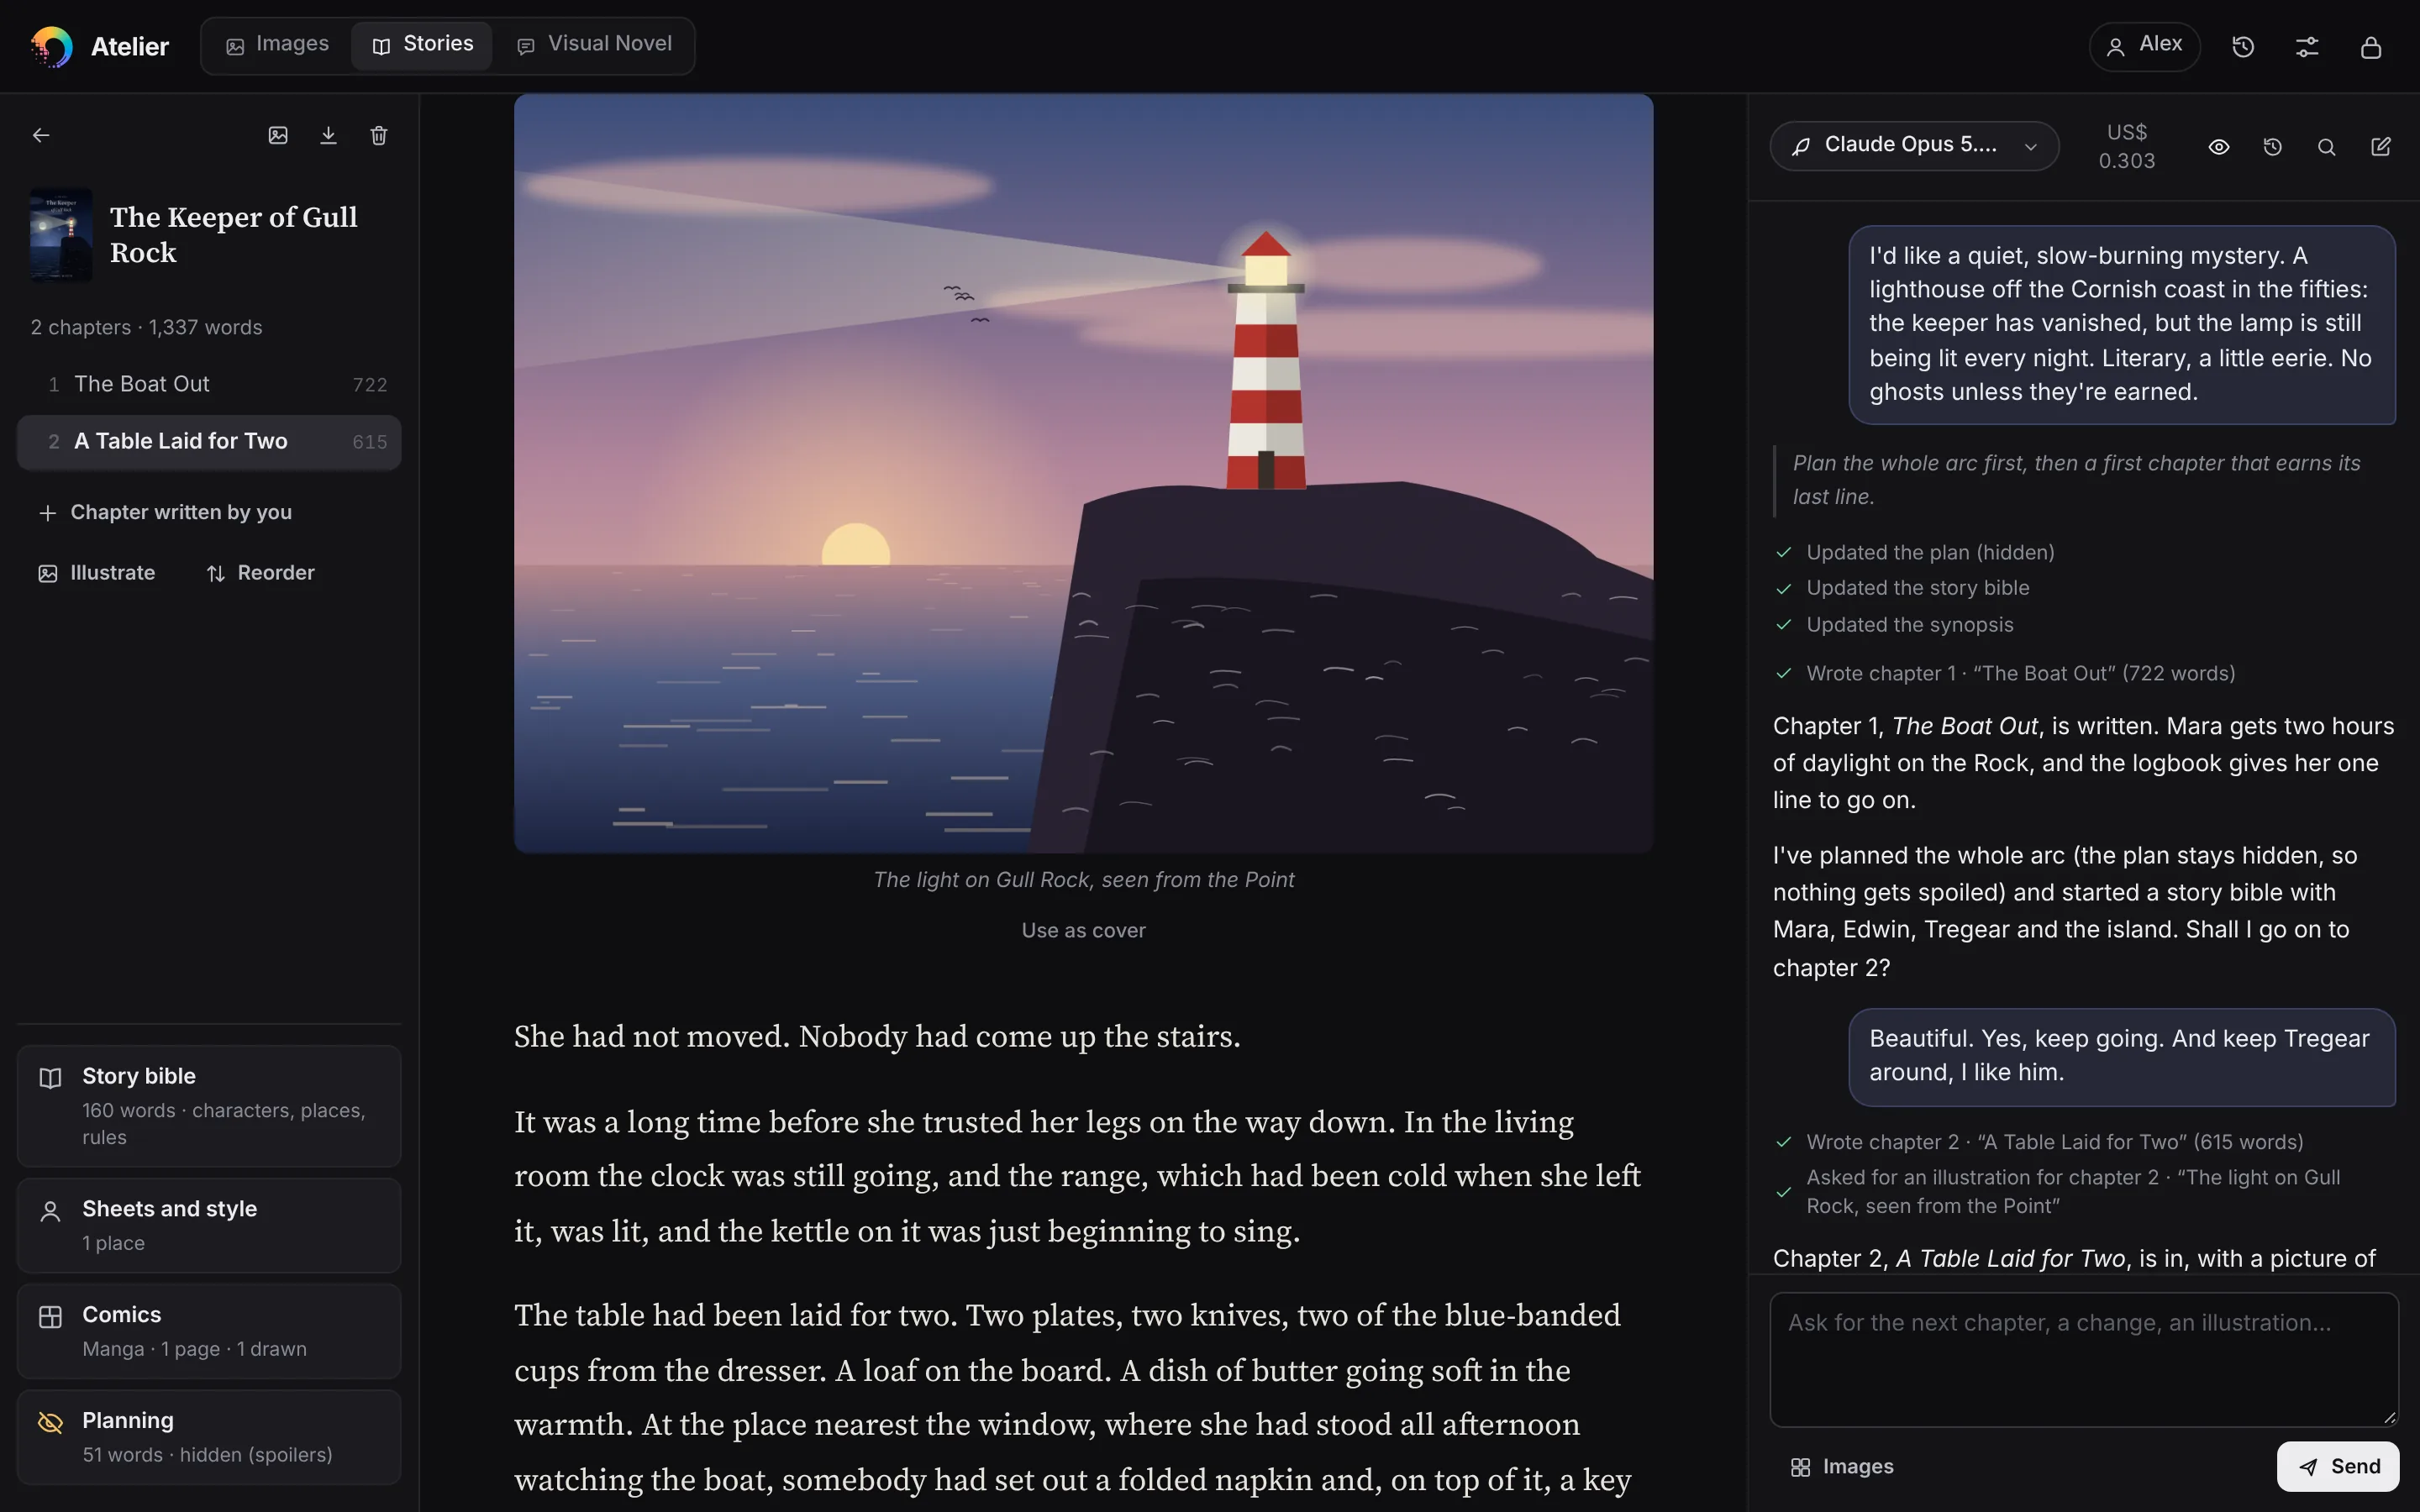 Atelier
Images
Stories
Visual Novel
Alex
The Keeper of Gull
Rock
2 chapters · 1,337 words
1 The Boat Out 722
2 A Table Laid for Two 615
Chapter written by you
Illustrate
Reorder
Story bible
160 words · characters, places,
rules
Sheets and style
1 place
Comics
Manga · 1 page · 1 drawn
Planning
51 words · hidden (spoilers)
The light on Gull Rock, seen from the Point
Use as cover
She had not moved. Nobody had come up the stairs.
It was a long time before she trusted her legs on the way down. In the living
room the clock was still going, and the range, which had been cold when she left
it, was lit, and the kettle on it was just beginning to sing.
The table had been laid for two. Two plates, two knives, two of the blue-banded
cups from the dresser. A loaf on the board. A dish of butter going soft in the
warmth. At the place nearest the window, where she had stood all afternoon
watching the boat, somebody had set out a folded napkin and, on top of it, a key
Claude Opus 5....
US$
0.303
I'd like a quiet, slow-burning mystery. A
lighthouse off the Cornish coast in the fifties:
the keeper has vanished, but the lamp is still
being lit every night. Literary, a little eerie. No
ghosts unless they're earned.
Plan the whole arc first, then a first chapter that earns its
last line.
Updated the plan (hidden)
Updated the story bible
Updated the synopsis
Wrote chapter 1 · “The Boat Out” (722 words)
Chapter 1, The Boat Out, is written. Mara gets two hours
of daylight on the Rock, and the logbook gives her one
line to go on.
I've planned the whole arc (the plan stays hidden, so
nothing gets spoiled) and started a story bible with
Mara, Edwin, Tregear and the island. Shall I go on to
chapter 2?
Beautiful. Yes, keep going. And keep Tregear
around, I like him.
Wrote chapter 2 · “A Table Laid for Two” (615 words)
Asked for an illustration for chapter 2 · “The light on Gull
Rock, seen from the Point”
Chapter 2, A Table Laid for Two, is in, with a picture of
Ask for the next chapter, a change, an illustration...
Images
Send